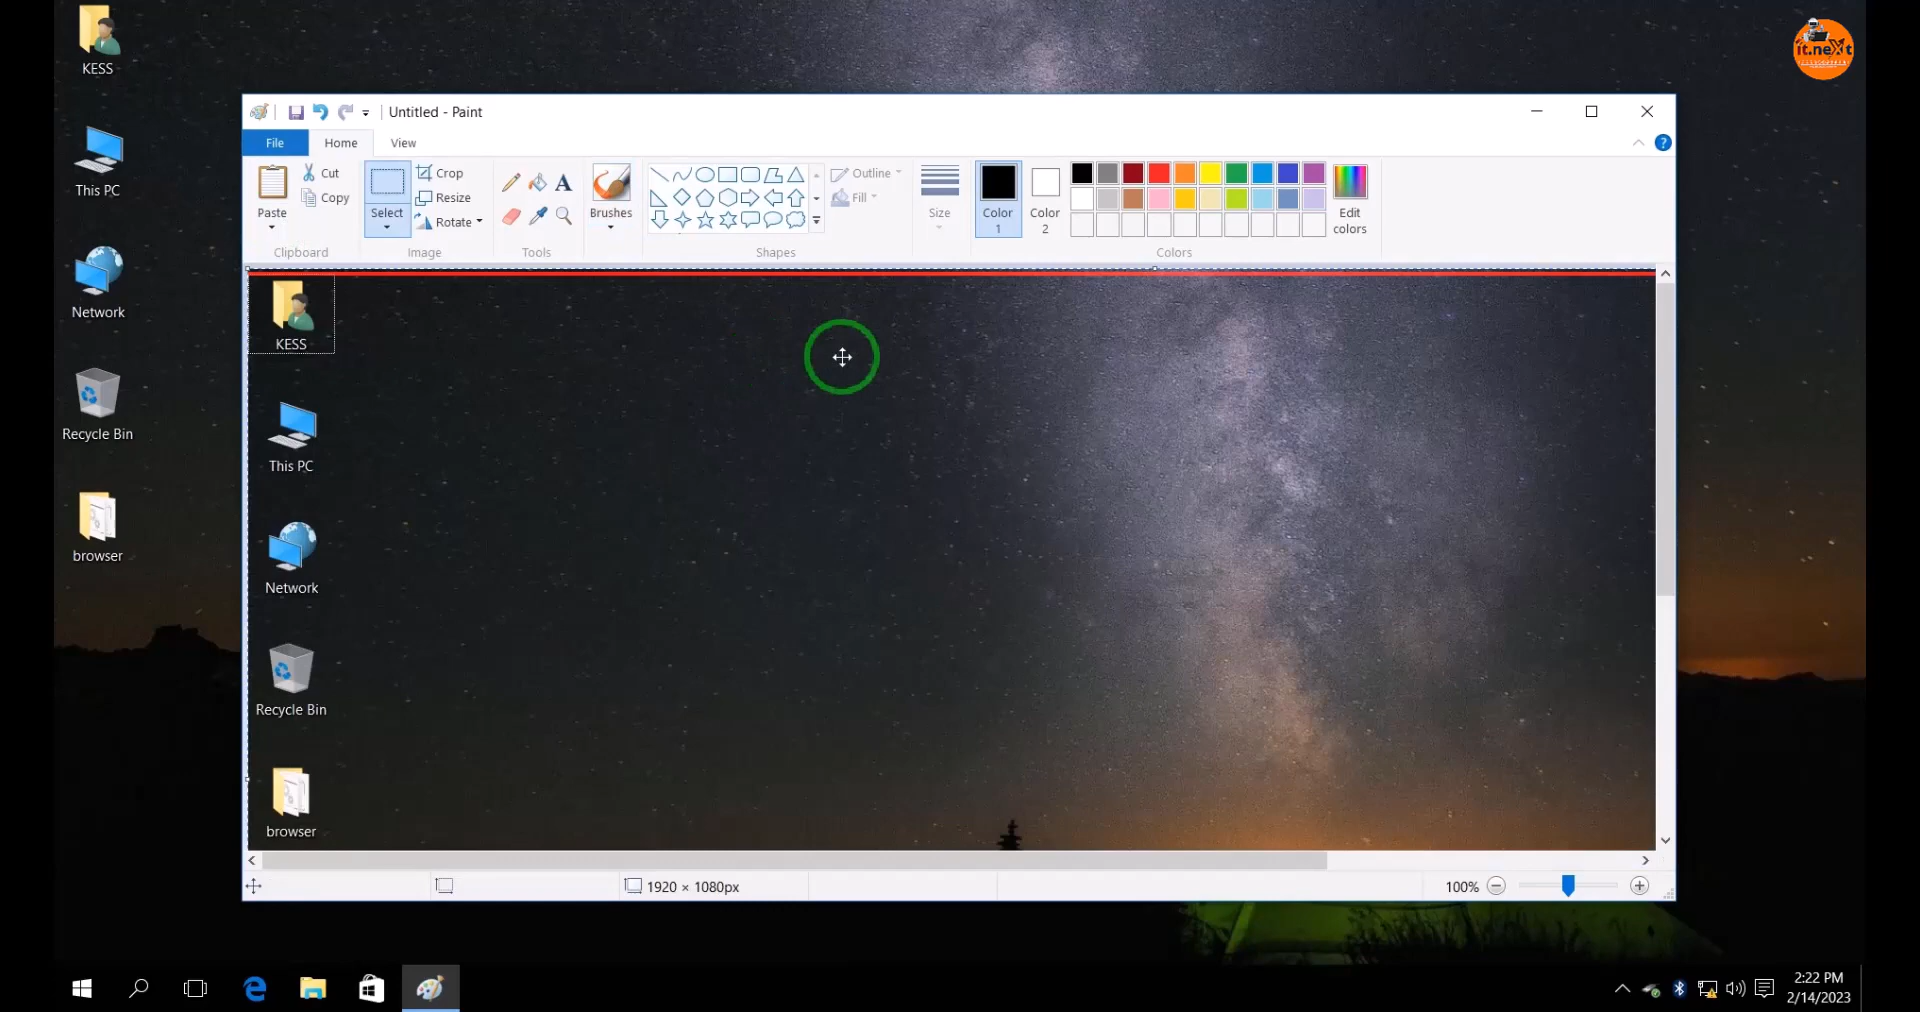 KESS
This PC
Network
Recycle Bin
browser
it.neXt
Untitled - Paint
File
Home
View
Paste
Cut
Copy
Clipboard
Select
Crop
Resize
Rotate
Image
A
Tools
Brushes
Shapes
Outline
Fill
Size
Color
1
Color
2
Edit
colors
Colors
KESS
This PC
Network
Recycle Bin
browser
1920 × 1080px
100%
2:22 PM
2/14/2023